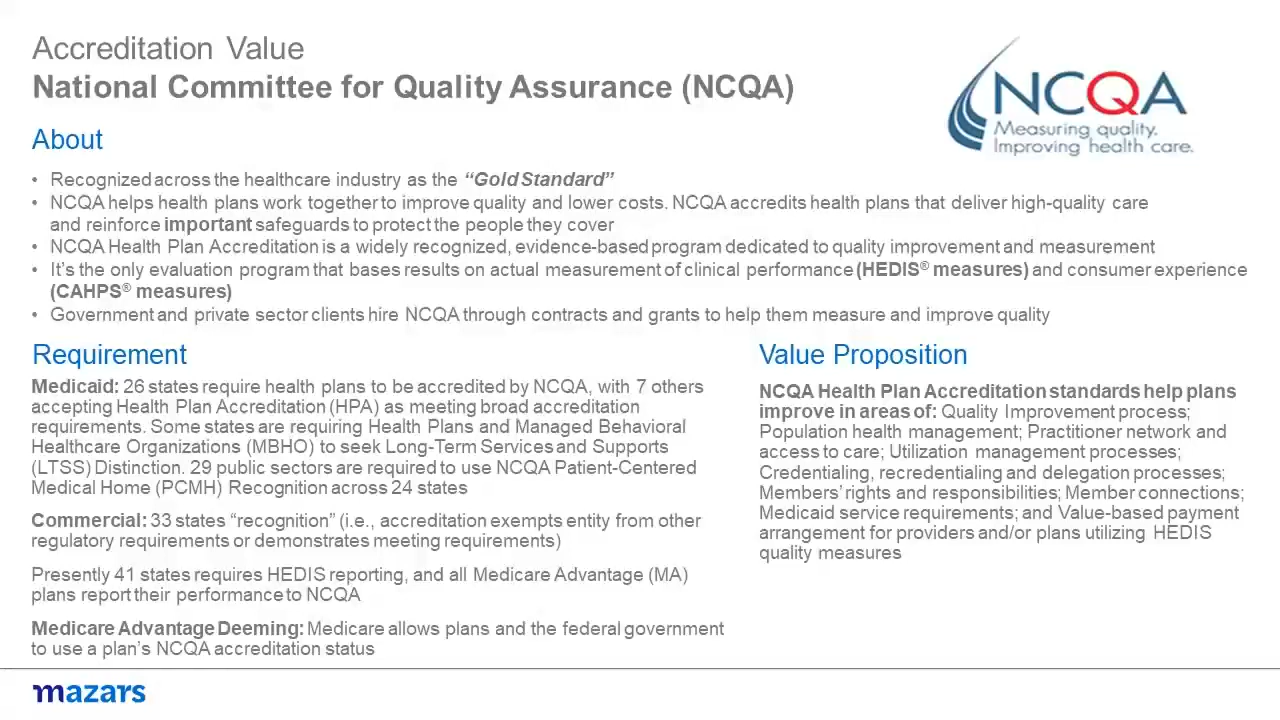 Accreditation Value
National Committee for Quality Assurance (NCQA)
NCQA
Measuring quality.
Improving health care.
About
• Recognized across the healthcare industry as the “Gold Standard”
• NCQA helps health plans work together to improve quality and lower costs. NCQA accredits health plans that deliver high-quality care
and reinforce important safeguards to protect the people they cover
• NCQA Health Plan Accreditation is a widely recognized, evidence-based program dedicated to quality improvement and measurement
• It’s the only evaluation program that bases results on actual measurement of clinical performance (HEDIS® measures) and consumer experience
(CAHPS® measures)
• Government and private sector clients hire NCQA through contracts and grants to help them measure and improve quality
Requirement
Medicaid: 26 states require health plans to be accredited by NCQA, with 7 others
accepting Health Plan Accreditation (HPA) as meeting broad accreditation
requirements. Some states are requiring Health Plans and Managed Behavioral
Healthcare Organizations (MBHO) to seek Long-Term Services and Supports
(LTSS) Distinction. 29 public sectors are required to use NCQA Patient-Centered
Medical Home (PCMH) Recognition across 24 states
Commercial: 33 states “recognition” (i.e., accreditation exempts entity from other
regulatory requirements or demonstrates meeting requirements)
Presently 41 states requires HEDIS reporting, and all Medicare Advantage (MA)
plans report their performance to NCQA
Medicare Advantage Deeming: Medicare allows plans and the federal government
to use a plan’s NCQA accreditation status
Value Proposition
NCQA Health Plan Accreditation standards help plans
improve in areas of: Quality Improvement process;
Population health management; Practitioner network and
access to care; Utilization management processes;
Credentialing, recredentialing and delegation processes;
Members’ rights and responsibilities; Member connections;
Medicaid service requirements; and Value-based payment
arrangement for providers and/or plans utilizing HEDIS
quality measures
mazars